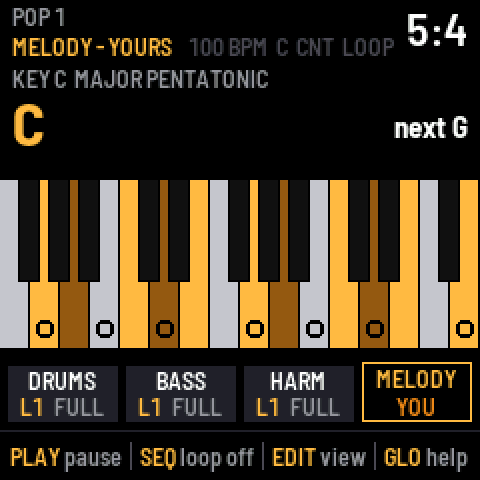 POP 1
MELODY - YOURS 100 BPM C CNT LOOP 5:4
KEY C MAJOR PENTATONIC
C next G
DRUMS BASS HARM MELODY
L1 FULL L1 FULL L1 FULL YOU
PLAY pause SEQ loop off EDIT view GLO help